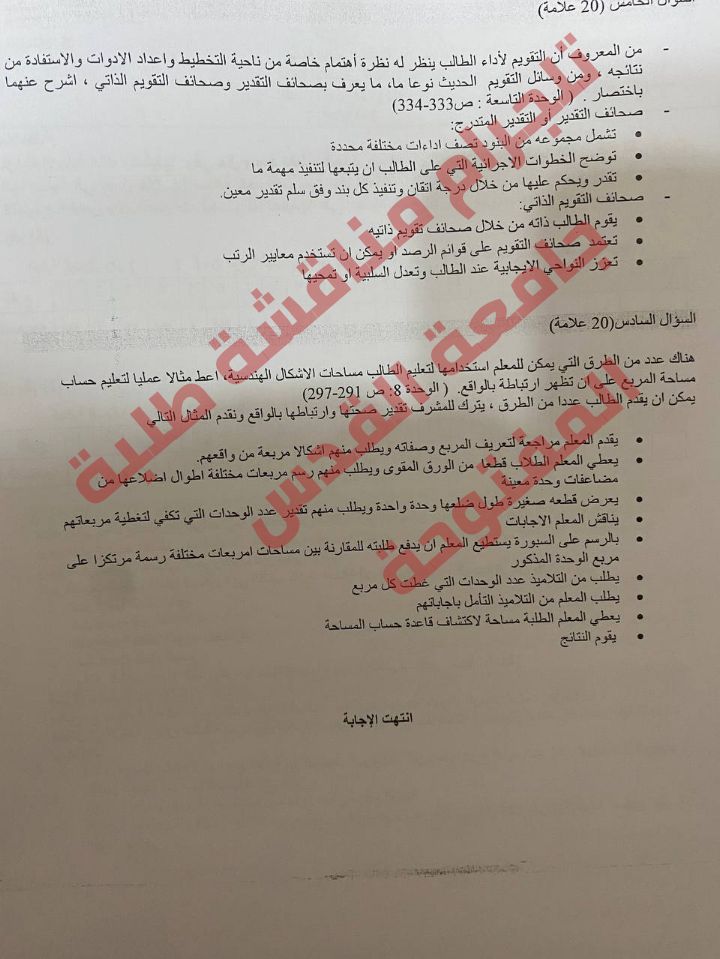 السؤال الخامس (20 علامة)
- من المعروف أن التقويم لأداء الطالب ينظر له نظرة أهتمام خاصة من ناحية التخطيط واعداد الادوات والاستفادة من
نتائجه ، ومن وسائل التقويم الحديث نوعا ما، ما يعرف بصحائف التقدير وصحائف التقويم الذاتي ، اشرح عنهما
باختصار . ( الوحدة التاسعة : ص333-334)
- صحائف التقدير أو التقدير المتدرج:
• تشمل مجموعه من البنود تصف اداءات مختلفة محددة
• توضح الخطوات الاجرائية التي على الطالب ان يتبعها لتنفيذ مهمة ما
• تقدر ويحكم عليها من خلال درجة اتقان وتنفيذ كل بند وفق سلم تقدير معين.
- صحائف التقويم الذاتي:
• يقوم الطالب ذاته من خلال صحائف تقويم ذاتيه
• تعتمد صحائف التقويم على قوائم الرصد او يمكن ان تستخدم معايير الرتب
• تعزز النواحي الايجابية عند الطالب وتعدل السلبية او تمحيها
السؤال السادس(20 علامة)
هناك عدد من الطرق التي يمكن للمعلم استخدامها لتعليم الطالب مساحات الاشكال الهندسية، اعط مثالا عمليا لتعليم حساب
مساحة المربع على ان تظهر ارتباطة بالواقع. ( الوحدة 8: ص 291-297)
يمكن ان يقدم الطالب عددا من الطرق ، يترك للمشرف تقدير صحتها وارتباطها بالواقع ونقدم المثال التالي
• يقدم المعلم مراجعة لتعريف المربع وصفاته ويطلب منهم اشكالا مربعة من واقعهم.
• يعطي المعلم الطلاب قطعا من الورق المقوى ويطلب منهم رسم مربعات مختلفة اطوال اضلاعها من
مضاعفات وحدة معينة
• يعرض قطعه صغيرة طول ضلعها وحدة واحدة ويطلب منهم تقدير عدد الوحدات التي تكفي لتغطية مربعاتهم
• يناقش المعلم الاجابات
• بالرسم على السبورة يستطيع المعلم ان يدفع طلبته للمقارنة بين مساحات امربعات مختلفة رسمة مرتكزا على
مربع الوحدة المذكور
• يطلب من التلاميذ عدد الوحدات التي غطت كل مربع
• يطلب المعلم من التلاميذ التأمل باجاباتهم
• يعطي المعلم الطلبة مساحة لاكتشاف قاعدة حساب المساحة
• يقوم النتائج
انتهت الإجابة
تيلجرام مناقشة طلبة
جامعة القدس
المفتوحة